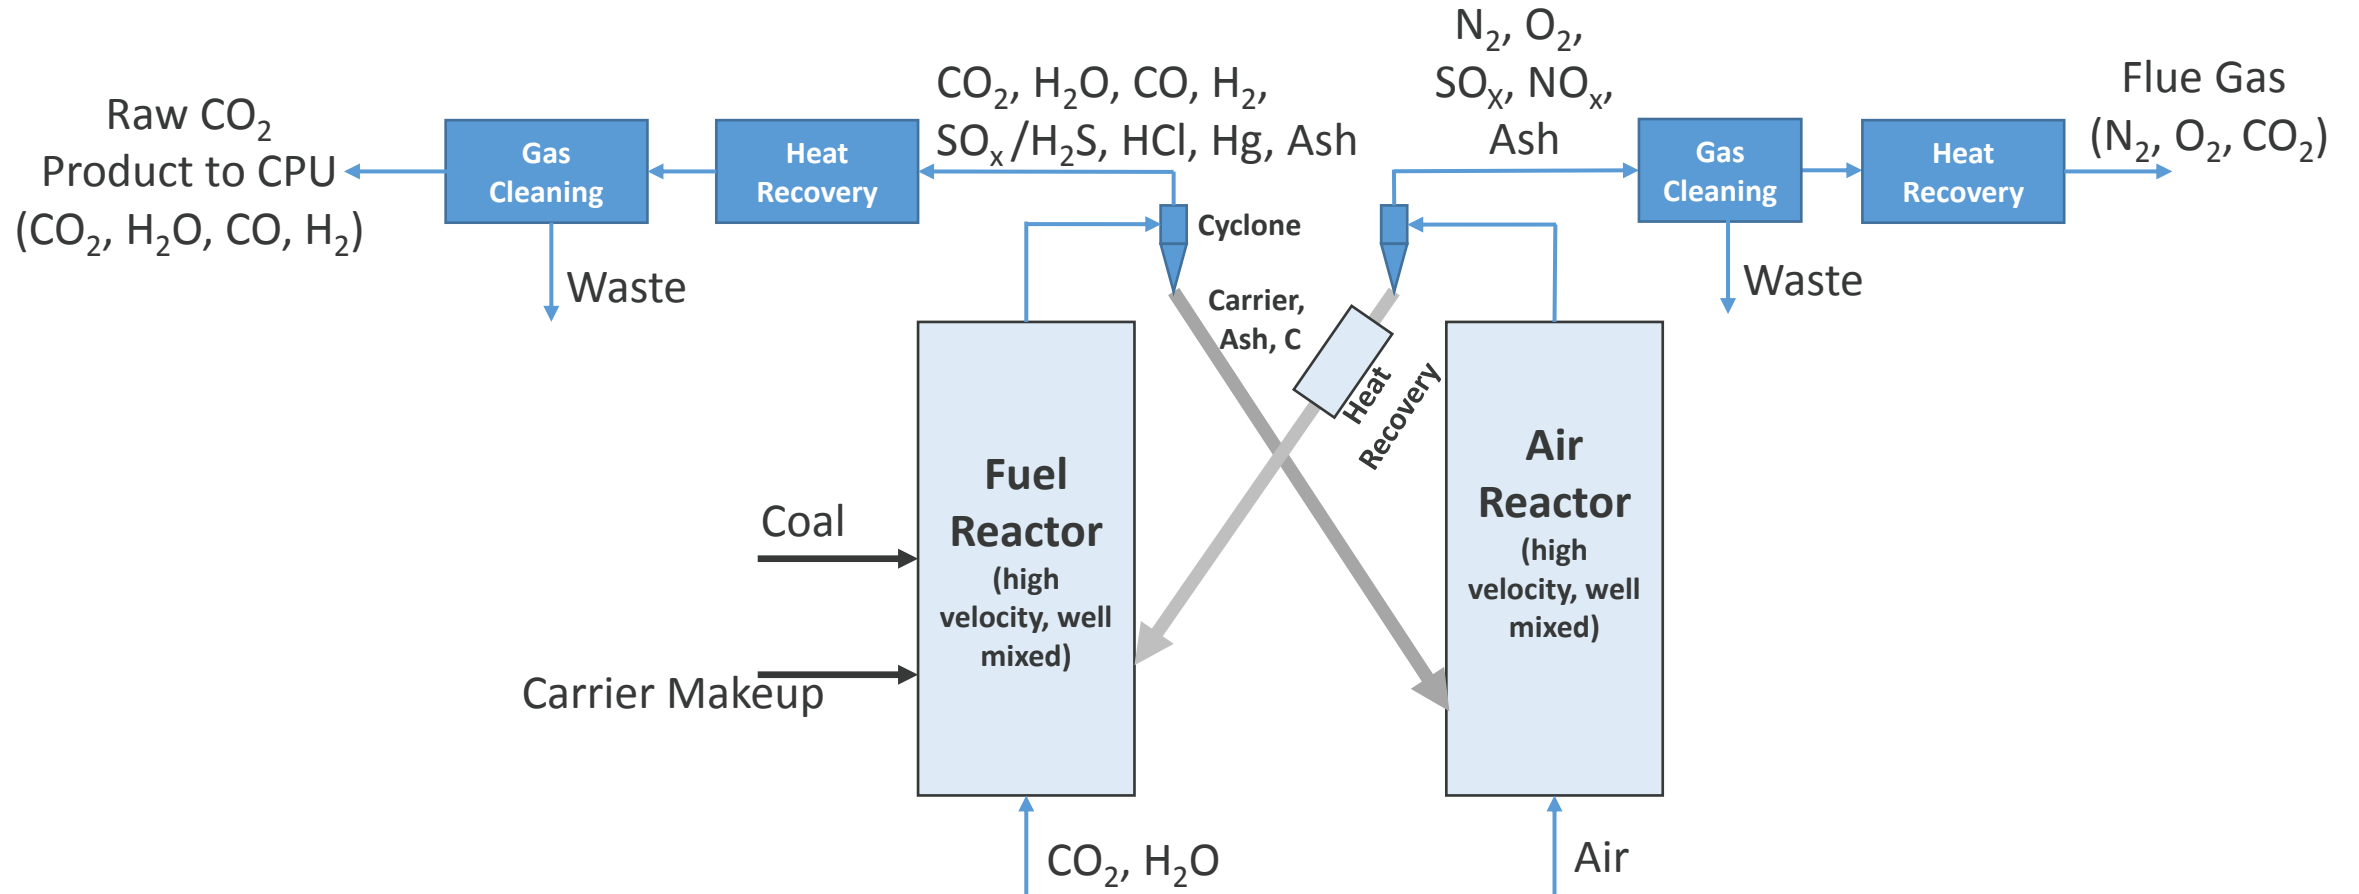 Raw CO₂
Product to CPU
(CO₂, H₂O, CO, H₂)
Gas
Cleaning
Waste
Heat
Recovery
CO₂, H₂O, CO, H₂,
SOₓ/H₂S, HCl, Hg, Ash
N₂, O₂,
SO_X, NOₓ,
Ash
Gas
Cleaning
Waste
Heat
Recovery
Flue Gas
(N₂, O₂, CO₂)
Cyclone
Carrier,
Ash, C
Heat
Recovery
Fuel
Reactor
(high
velocity, well
mixed)
Air
Reactor
(high
velocity, well
mixed)
Coal
Carrier Makeup
CO₂, H₂O
Air